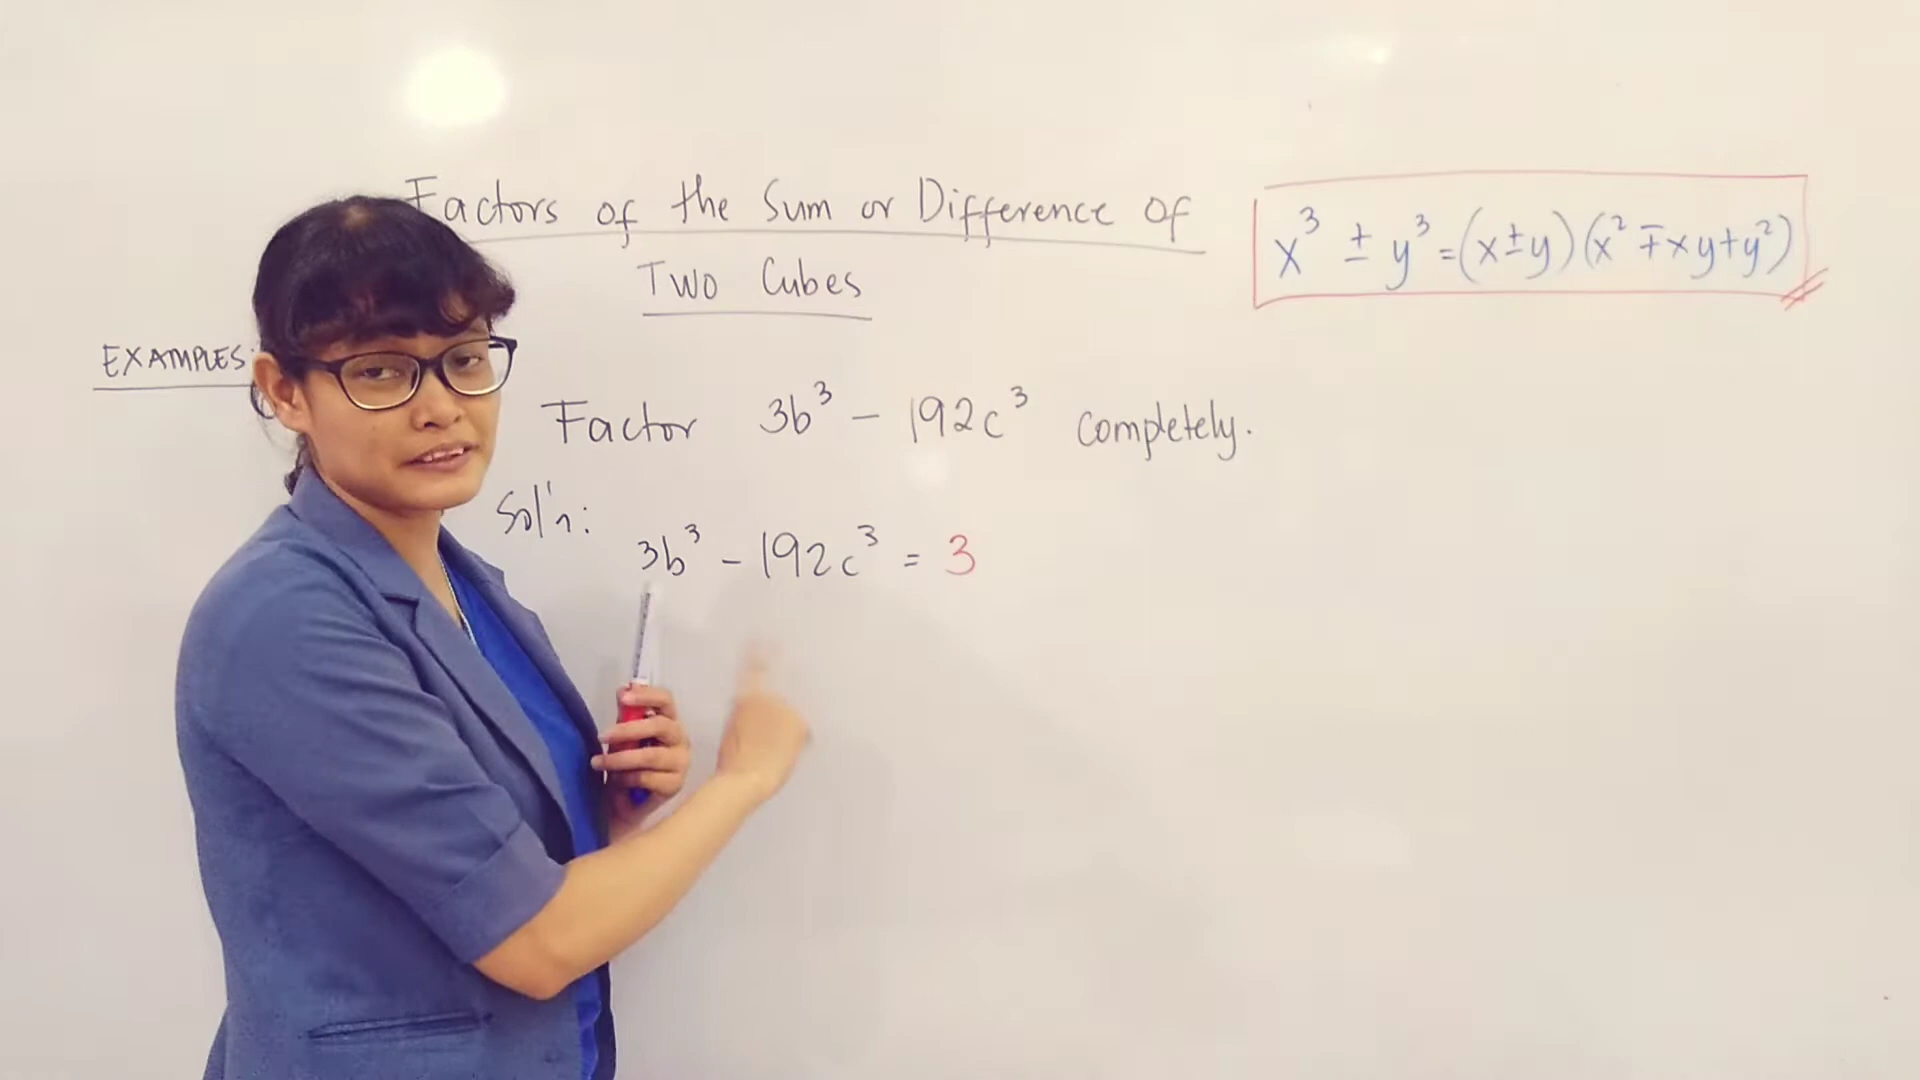 Factors of the Sum or Difference of
Two Cubes
x³ ± y³ = (x ± y)(x² ∓ xy + y²)
EXAMPLES:
Factor 3b³ - 192c³ completely.
Sol'n:
3b³ - 192c³ = 3